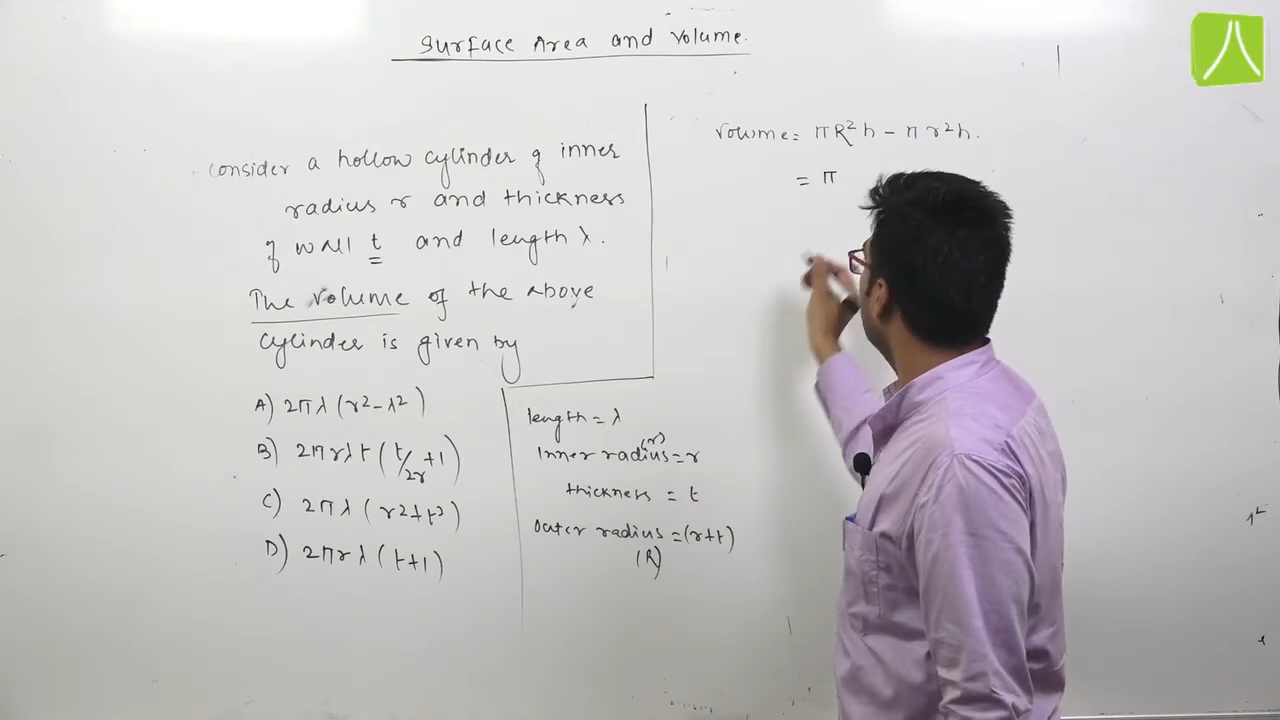 Surface Area and Volume.
Consider a hollow cylinder of inner
radius r and thickness
of wall t and length λ.
The volume of the above
cylinder is given by
A) 2πλ(r²-λ²)
B) 2πrλt(t/2r+1)
C) 2πλ(r²+t²)
D) 2πrλ(t+1)
length = λ
(r)
Inner radius = r
thickness = t
Outer radius = (r+t)
(R)
Volume = πR²h - πr²h.
= π